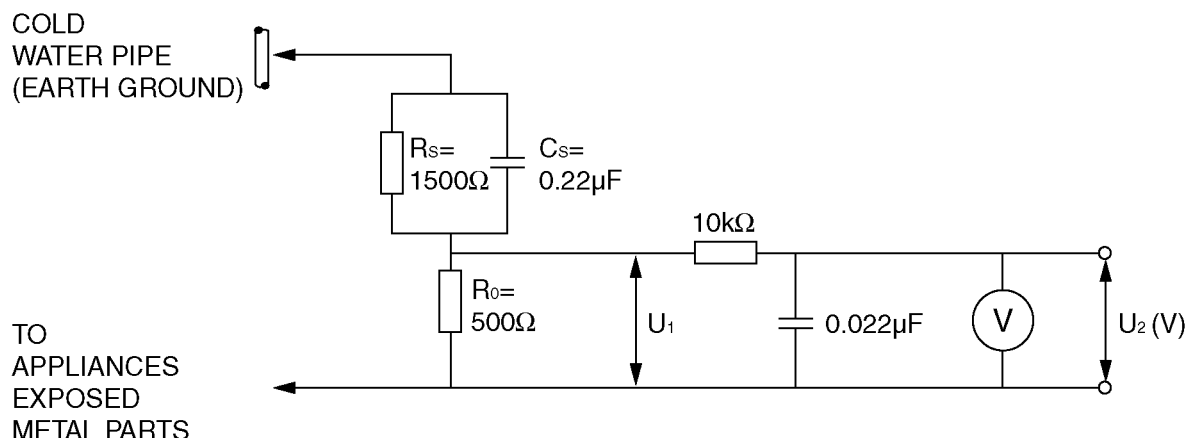 COLD
WATER PIPE
(EARTH GROUND)
RS=
1500Ω
CS=
0.22µF
10kΩ
R0=
500Ω
U1
0.022µF
V
U2 (V)
TO
APPLIANCES
EXPOSED
METAL PARTS